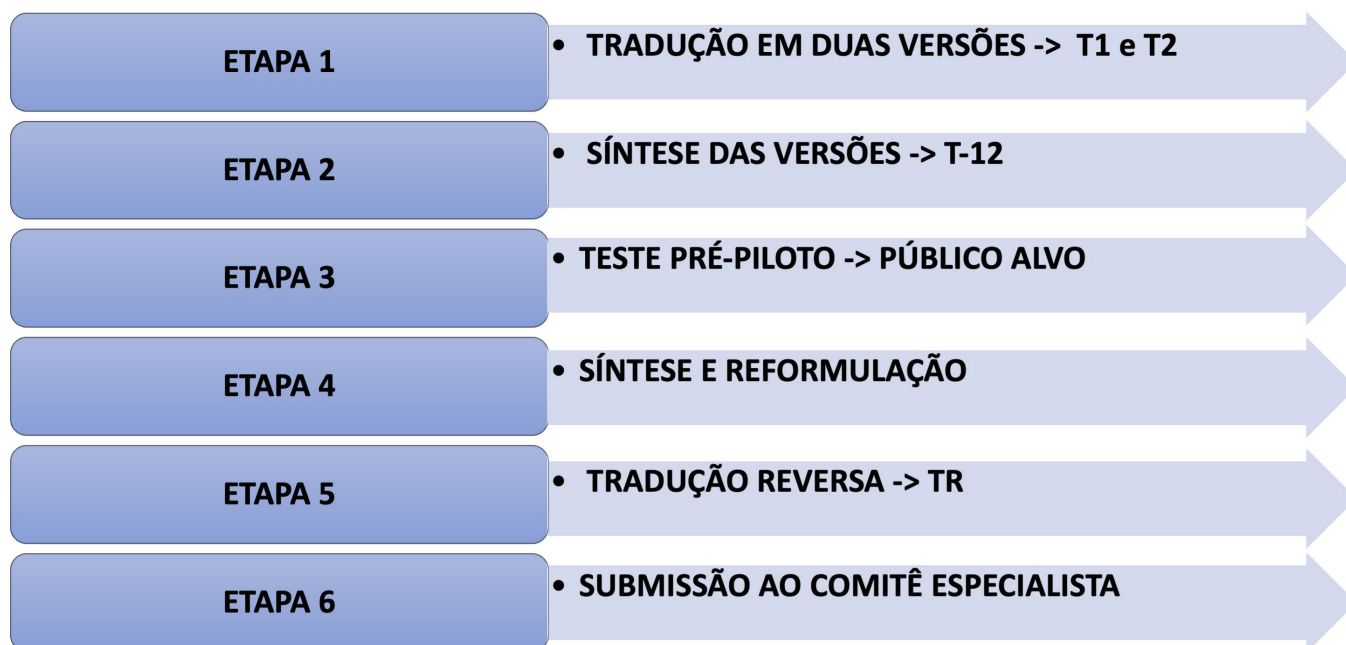 ETAPA 1
• TRADUÇÃO EM DUAS VERSÕES -> T1 e T2
ETAPA 2
• SÍNTESE DAS VERSÕES -> T-12
ETAPA 3
• TESTE PRÉ-PILOTO -> PÚBLICO ALVO
ETAPA 4
• SÍNTESE E REFORMULAÇÃO
ETAPA 5
• TRADUÇÃO REVERSA -> TR
ETAPA 6
• SUBMISSÃO AO COMITÊ ESPECIALISTA